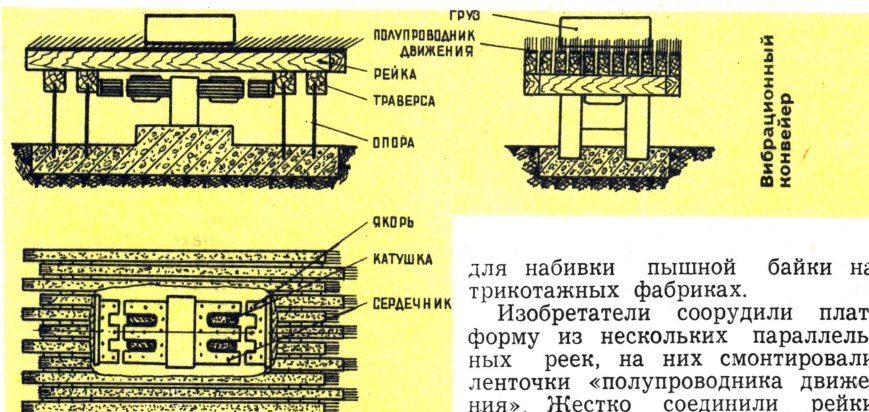 ГРУЗ
ПОЛУПРОВОДНИК
ДВИЖЕНИЯ
РЕЙКА
ТРАВЕРСА
ОПОРА
Вибрационный
конвейер
ЯКОРЬ
КАТУШКА
СЕРДЕЧНИК
для набивки пышной байки на
трикотажных фабриках.
Изобретатели соорудили плат
форму из нескольких параллель
ных реек, на них смонтировали
ленточки «полупроводника движе
ния». Жестко соединили рейки